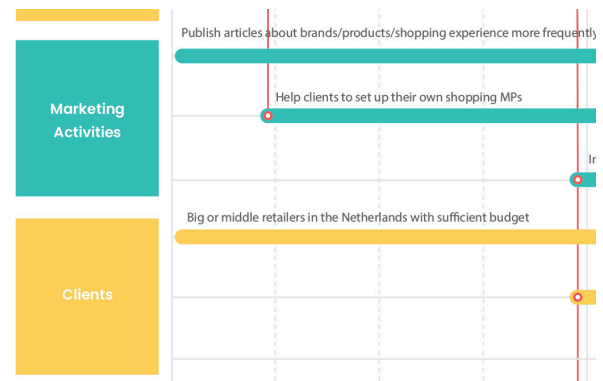 Publish articles about brands/products/shopping experience more frequently
Marketing
Activities
Help clients to set up their own shopping MPs
Big or middle retailers in the Netherlands with sufficient budget
Clients